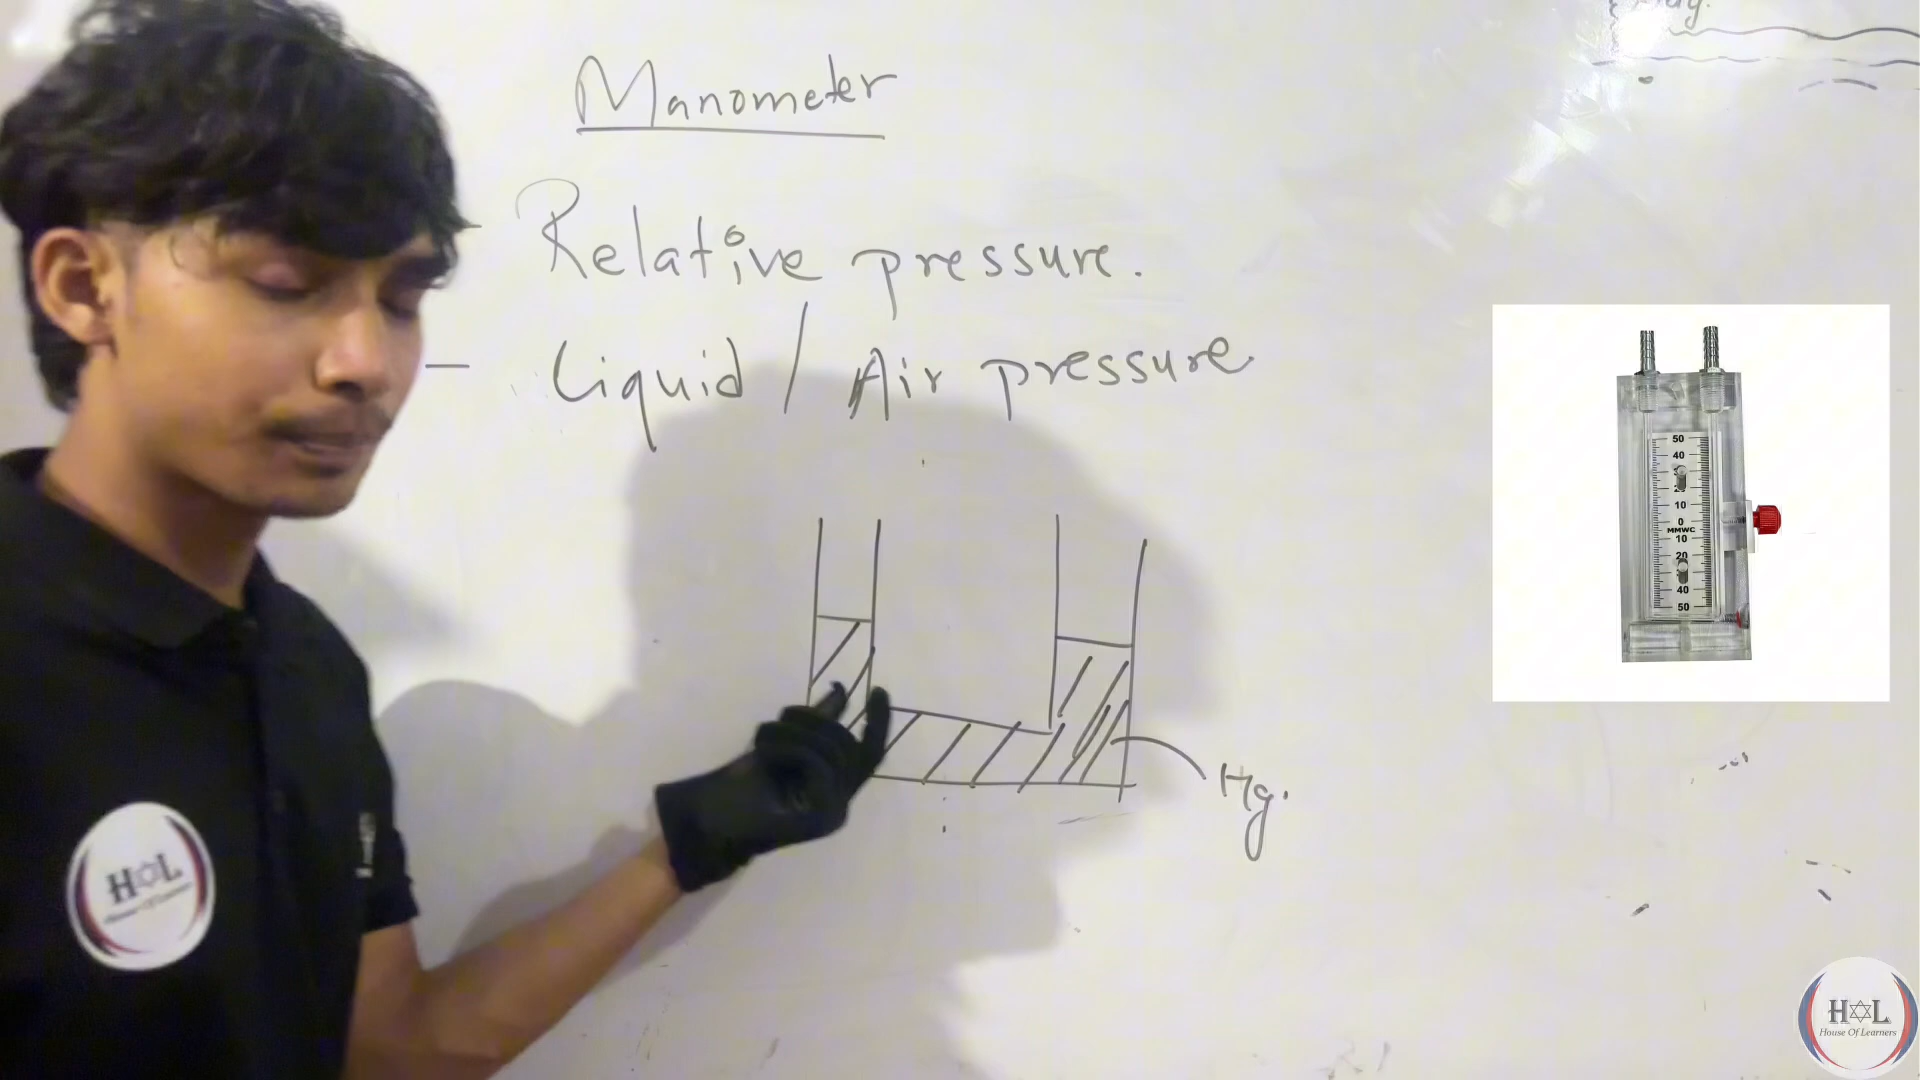 Manometer
- Relative pressure.
- Liquid / Air pressure
Hg.
50
40
10
0
MMWC
10
20
40
50
H L
House Of Learners
H L
House Of Learners